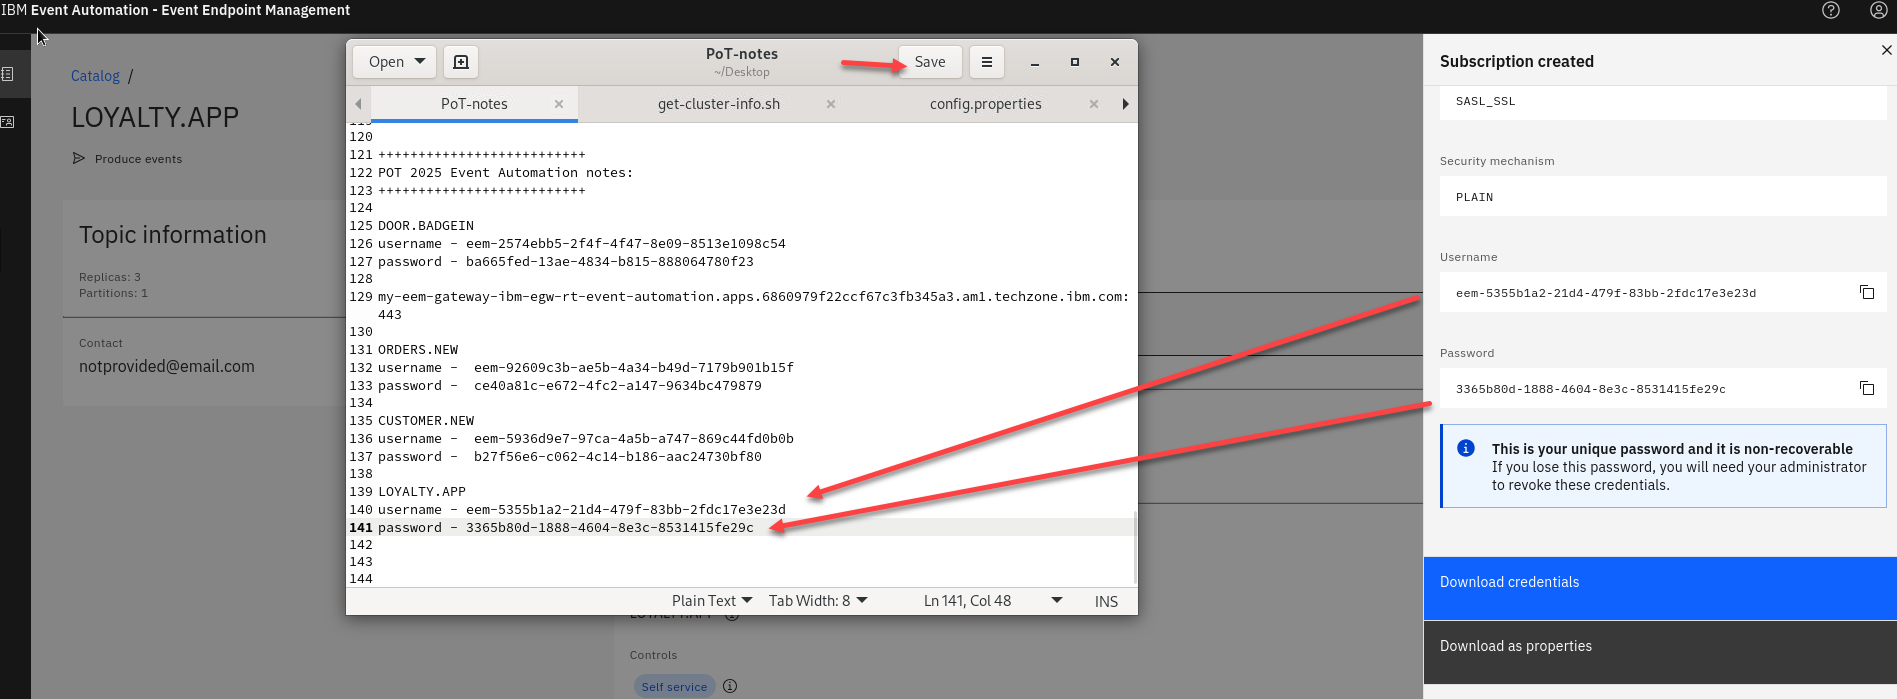 IBM Event Automation - Event Endpoint Management
Catalog /
LOYALTY.APP
Produce events
Topic information
Replicas: 3
Partitions: 1
Contact
notprovided@email.com
Open
PoT-notes
~/Desktop
Save
PoT-notes
get-cluster-info.sh
config.properties
120
121 ++++++++++++++++++++++++++
122 POT 2025 Event Automation notes:
123 ++++++++++++++++++++++++++
124
125 DOOR.BADGEIN
126 username - eem-2574ebb5-2f4f-4f47-8e09-8513e1098c54
127 password - ba665fed-13ae-4834-b815-888064780f23
128
129 my-eem-gateway-ibm-egw-rt-event-automation.apps.6860979f22ccf67c3fb345a3.am1.techzone.ibm.com:
443
130
131 ORDERS.NEW
132 username -  eem-92609c3b-ae5b-4a34-b49d-7179b901b15f
133 password -  ce40a81c-e672-4fc2-a147-9634bc479879
134
135 CUSTOMER.NEW
136 username -  eem-5936d9e7-97ca-4a5b-a747-869c44fd0b0b
137 password -  b27f56e6-c062-4c14-b186-aac24730bf80
138
139 LOYALTY.APP
140 username - eem-5355b1a2-21d4-479f-83bb-2fdc17e3e23d
141 password - 3365b80d-1888-4604-8e3c-8531415fe29c
142
143
144
Plain Text
Tab Width: 8
Ln 141, Col 48
INS
LOYALTY.APP
Controls
Self service
Subscription created
SASL_SSL
Security mechanism
PLAIN
Username
eem-5355b1a2-21d4-479f-83bb-2fdc17e3e23d
Password
3365b80d-1888-4604-8e3c-8531415fe29c
This is your unique password and it is non-recoverable
If you lose this password, you will need your administrator
to revoke these credentials.
Download credentials
Download as properties